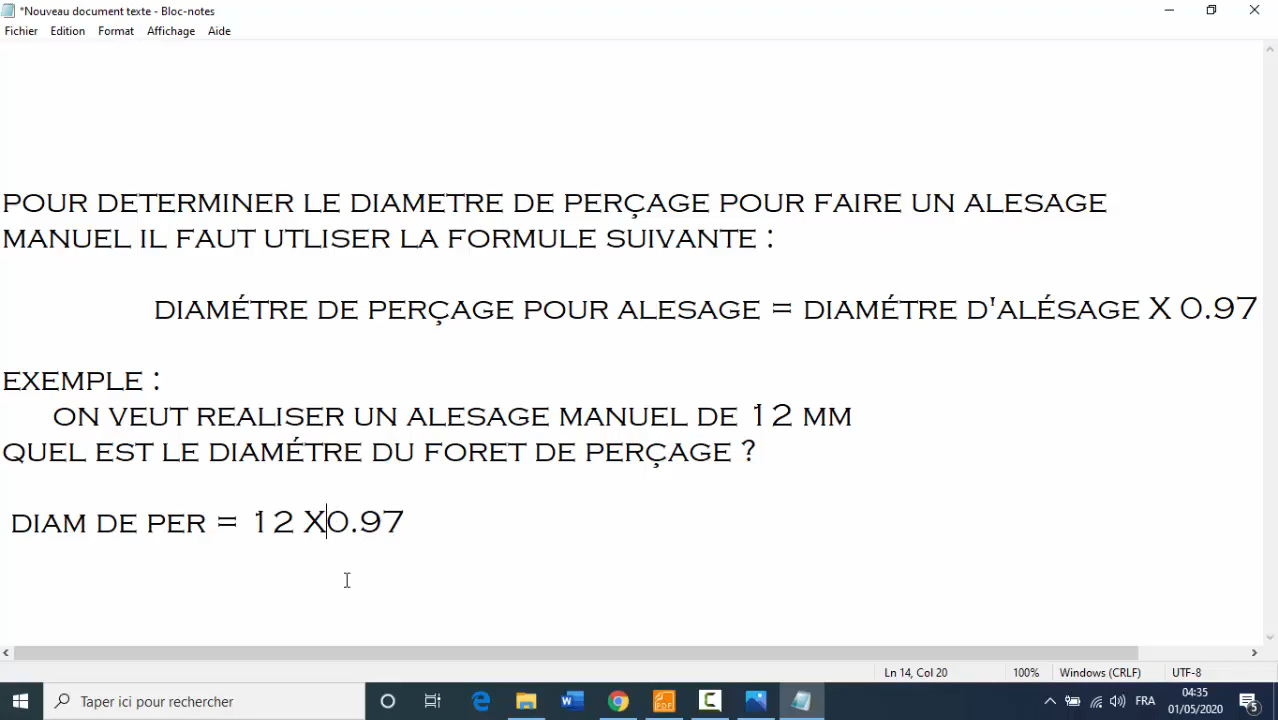 *Nouveau document texte - Bloc-notes
Fichier Edition Format Affichage Aide
POUR DETERMINER LE DIAMETRE DE PERÇAGE POUR FAIRE UN ALESAGE
MANUEL IL FAUT UTLISER LA FORMULE SUIVANTE :
DIAMÉTRE DE PERÇAGE POUR ALESAGE = DIAMÉTRE D'ALÉSAGE X 0.97
EXEMPLE :
ON VEUT REALISER UN ALESAGE MANUEL DE 12 MM
QUEL EST LE DIAMÉTRE DU FORET DE PERÇAGE ?
DIAM DE PER = 12 X0.97
Ln 14, Col 20 100% Windows (CRLF) UTF-8
Taper ici pour rechercher
FRA
04:35
01/05/2020
5